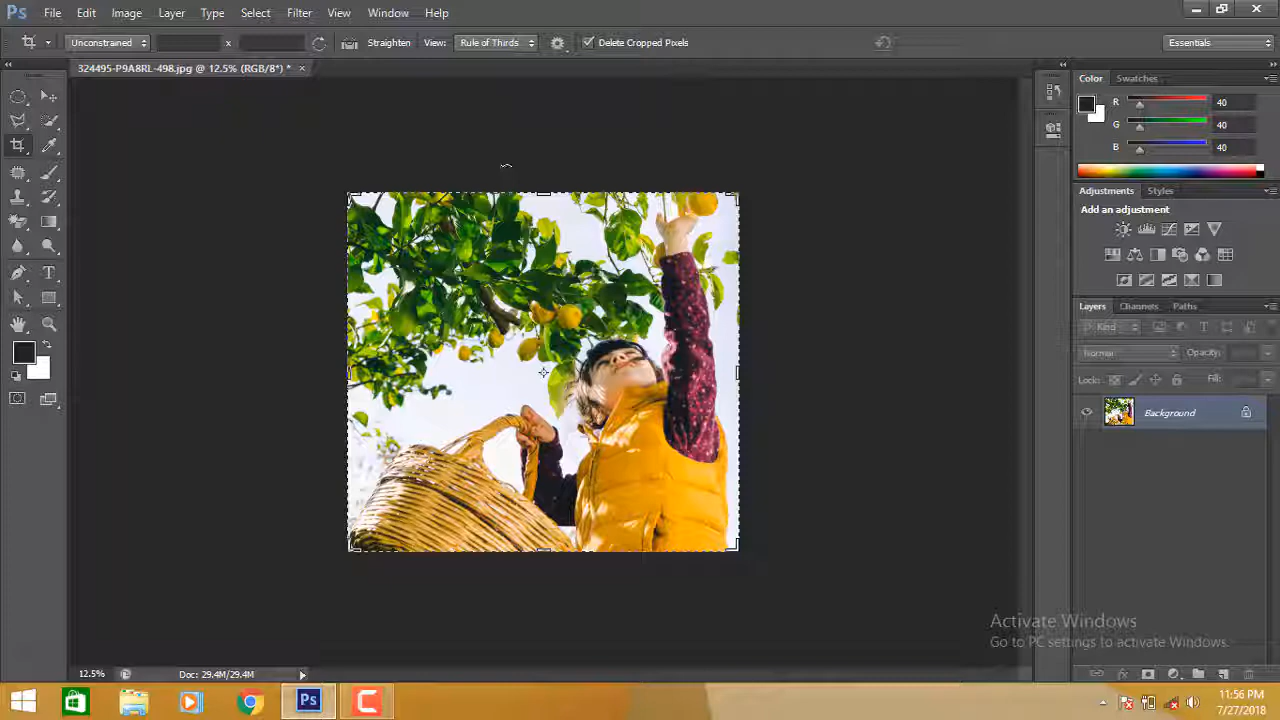 Ps File Edit Image Layer Type Select Filter View Window Help
Unconstrained x Straighten View: Rule of Thirds Delete Cropped Pixels Essentials
324495-P9A8RL-498.jpg @ 12.5% (RGB/8*) * ×
Color Swatches
R 40
G 40
B 40
Adjustments Styles
Add an adjustment
Layers Channels Paths
Kind
Normal Opacity:
Lock: Fill:
Background
Activate Windows
Go to PC settings to activate Windows.
12.5% Doc: 29.4M/29.4M
Ps
11:56 PM
7/27/2018